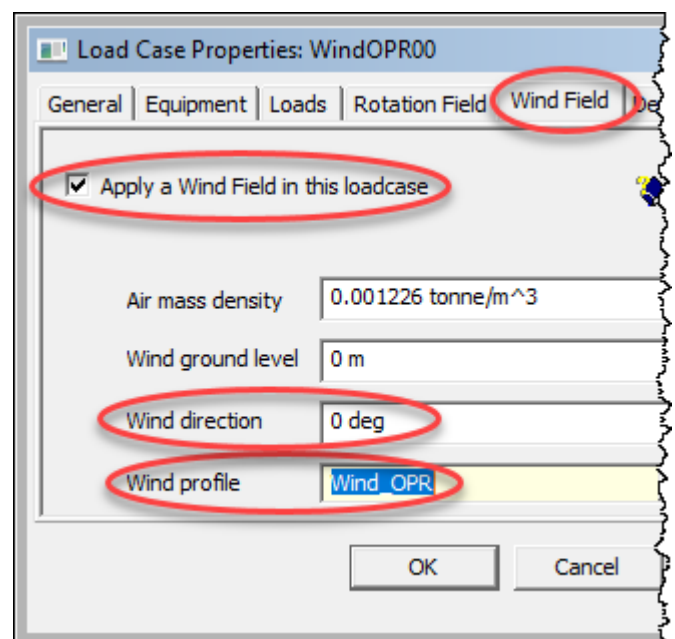 Load Case Properties: WindOPR00
General Equipment Loads Rotation Field Wind Field
Apply a Wind Field in this loadcase
Air mass density 0.001226 tonne/m^3
Wind ground level 0 m
Wind direction 0 deg
Wind profile Wind_OPR
OK Cancel